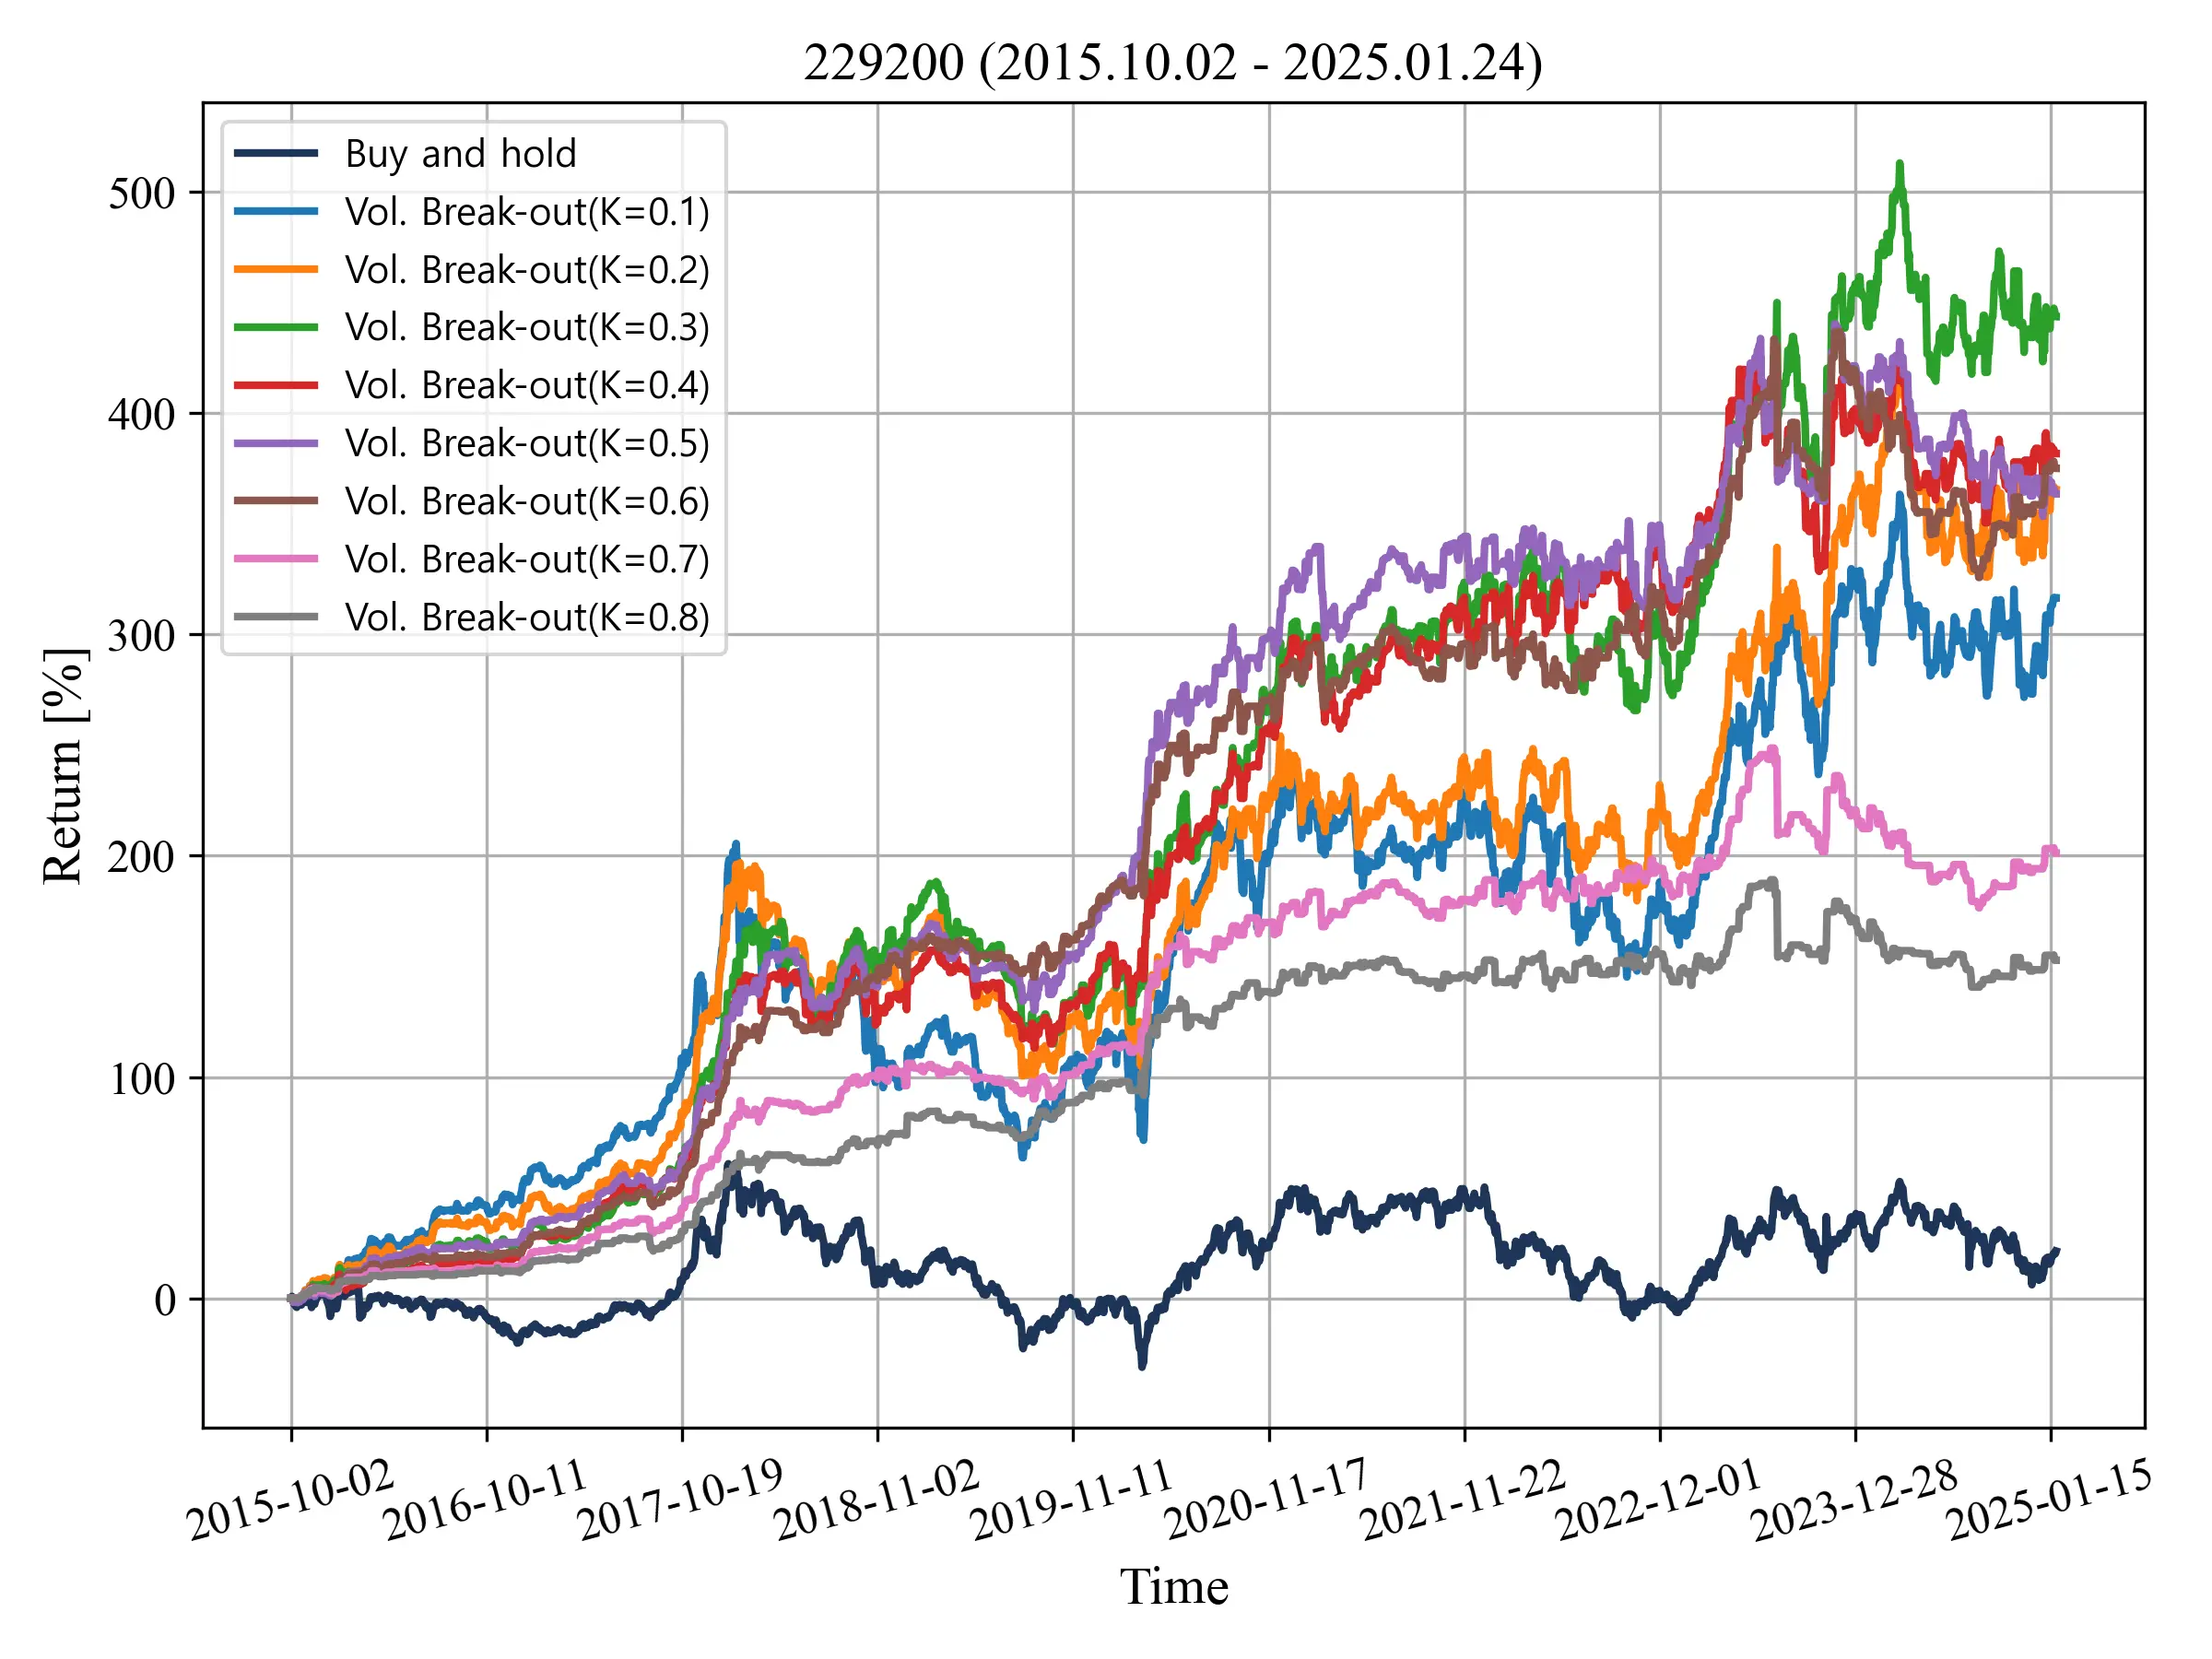 229200 (2015.10.02 - 2025.01.24)
Buy and hold
Vol. Break-out(K=0.1)
Vol. Break-out(K=0.2)
Vol. Break-out(K=0.3)
Vol. Break-out(K=0.4)
Vol. Break-out(K=0.5)
Vol. Break-out(K=0.6)
Vol. Break-out(K=0.7)
Vol. Break-out(K=0.8)
Return [%]
500
400
300
200
100
0
2015-10-02
2016-10-11
2017-10-19
2018-11-02
2019-11-11
2020-11-17
2021-11-22
2022-12-01
2023-12-28
2025-01-15
Time